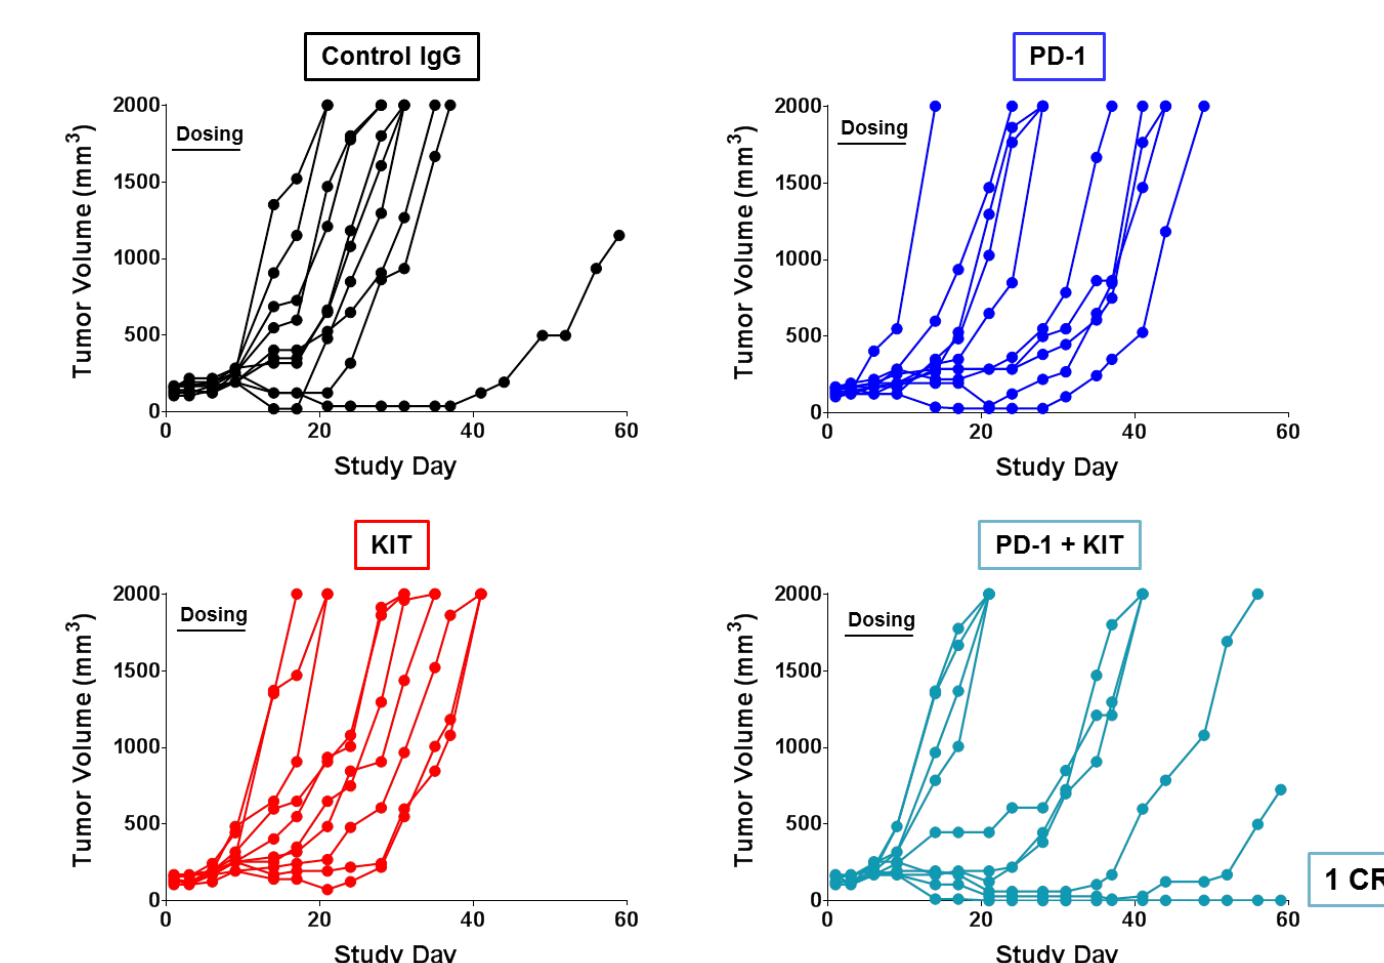 Control IgG
PD-1
2000
1500
1000
500
0
Dosing
Tumor Volume (mm3)
0 20 40 60
Study Day
2000
1500
1000
500
0
Dosing
Tumor Volume (mm3)
0 20 40 60
Study Day
KIT
PD-1 + KIT
2000
1500
1000
500
0
Dosing
Tumor Volume (mm3)
0 20 40 60
Study Day
2000
1500
1000
500
0
Dosing
Tumor Volume (mm3)
0 20 40 60
Study Day
1 CR